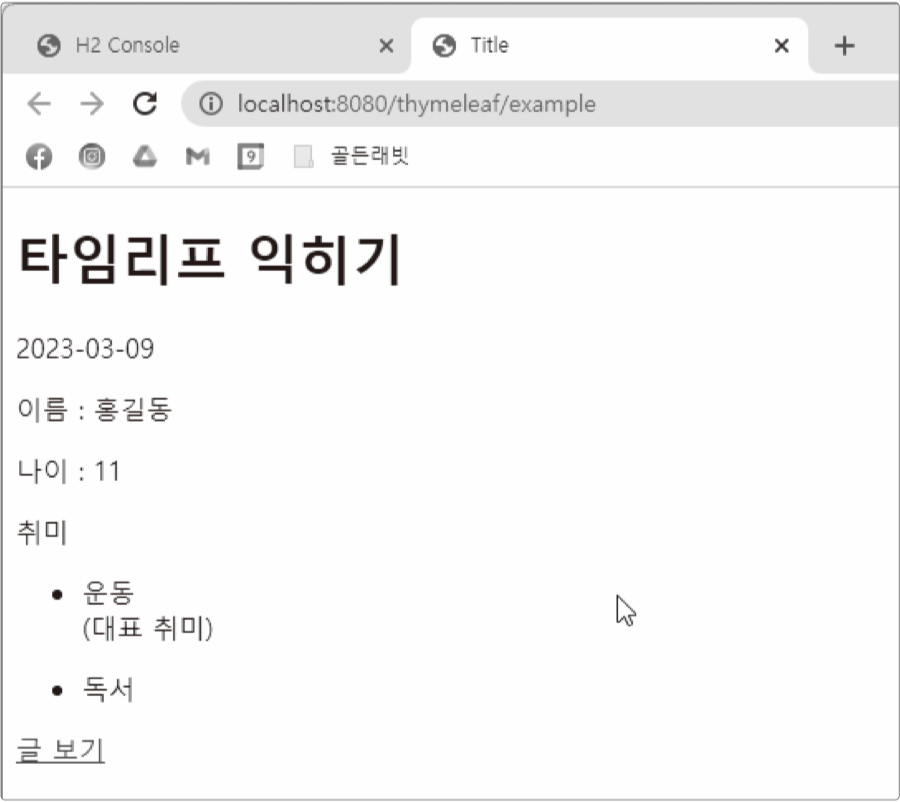 H2 Console
Title
localhost:8080/thymeleaf/example
9
골든래빗
타임리프 익히기
2023-03-09
이름 : 홍길동
나이 : 11
취미
운동
(대표 취미)
독서
글 보기